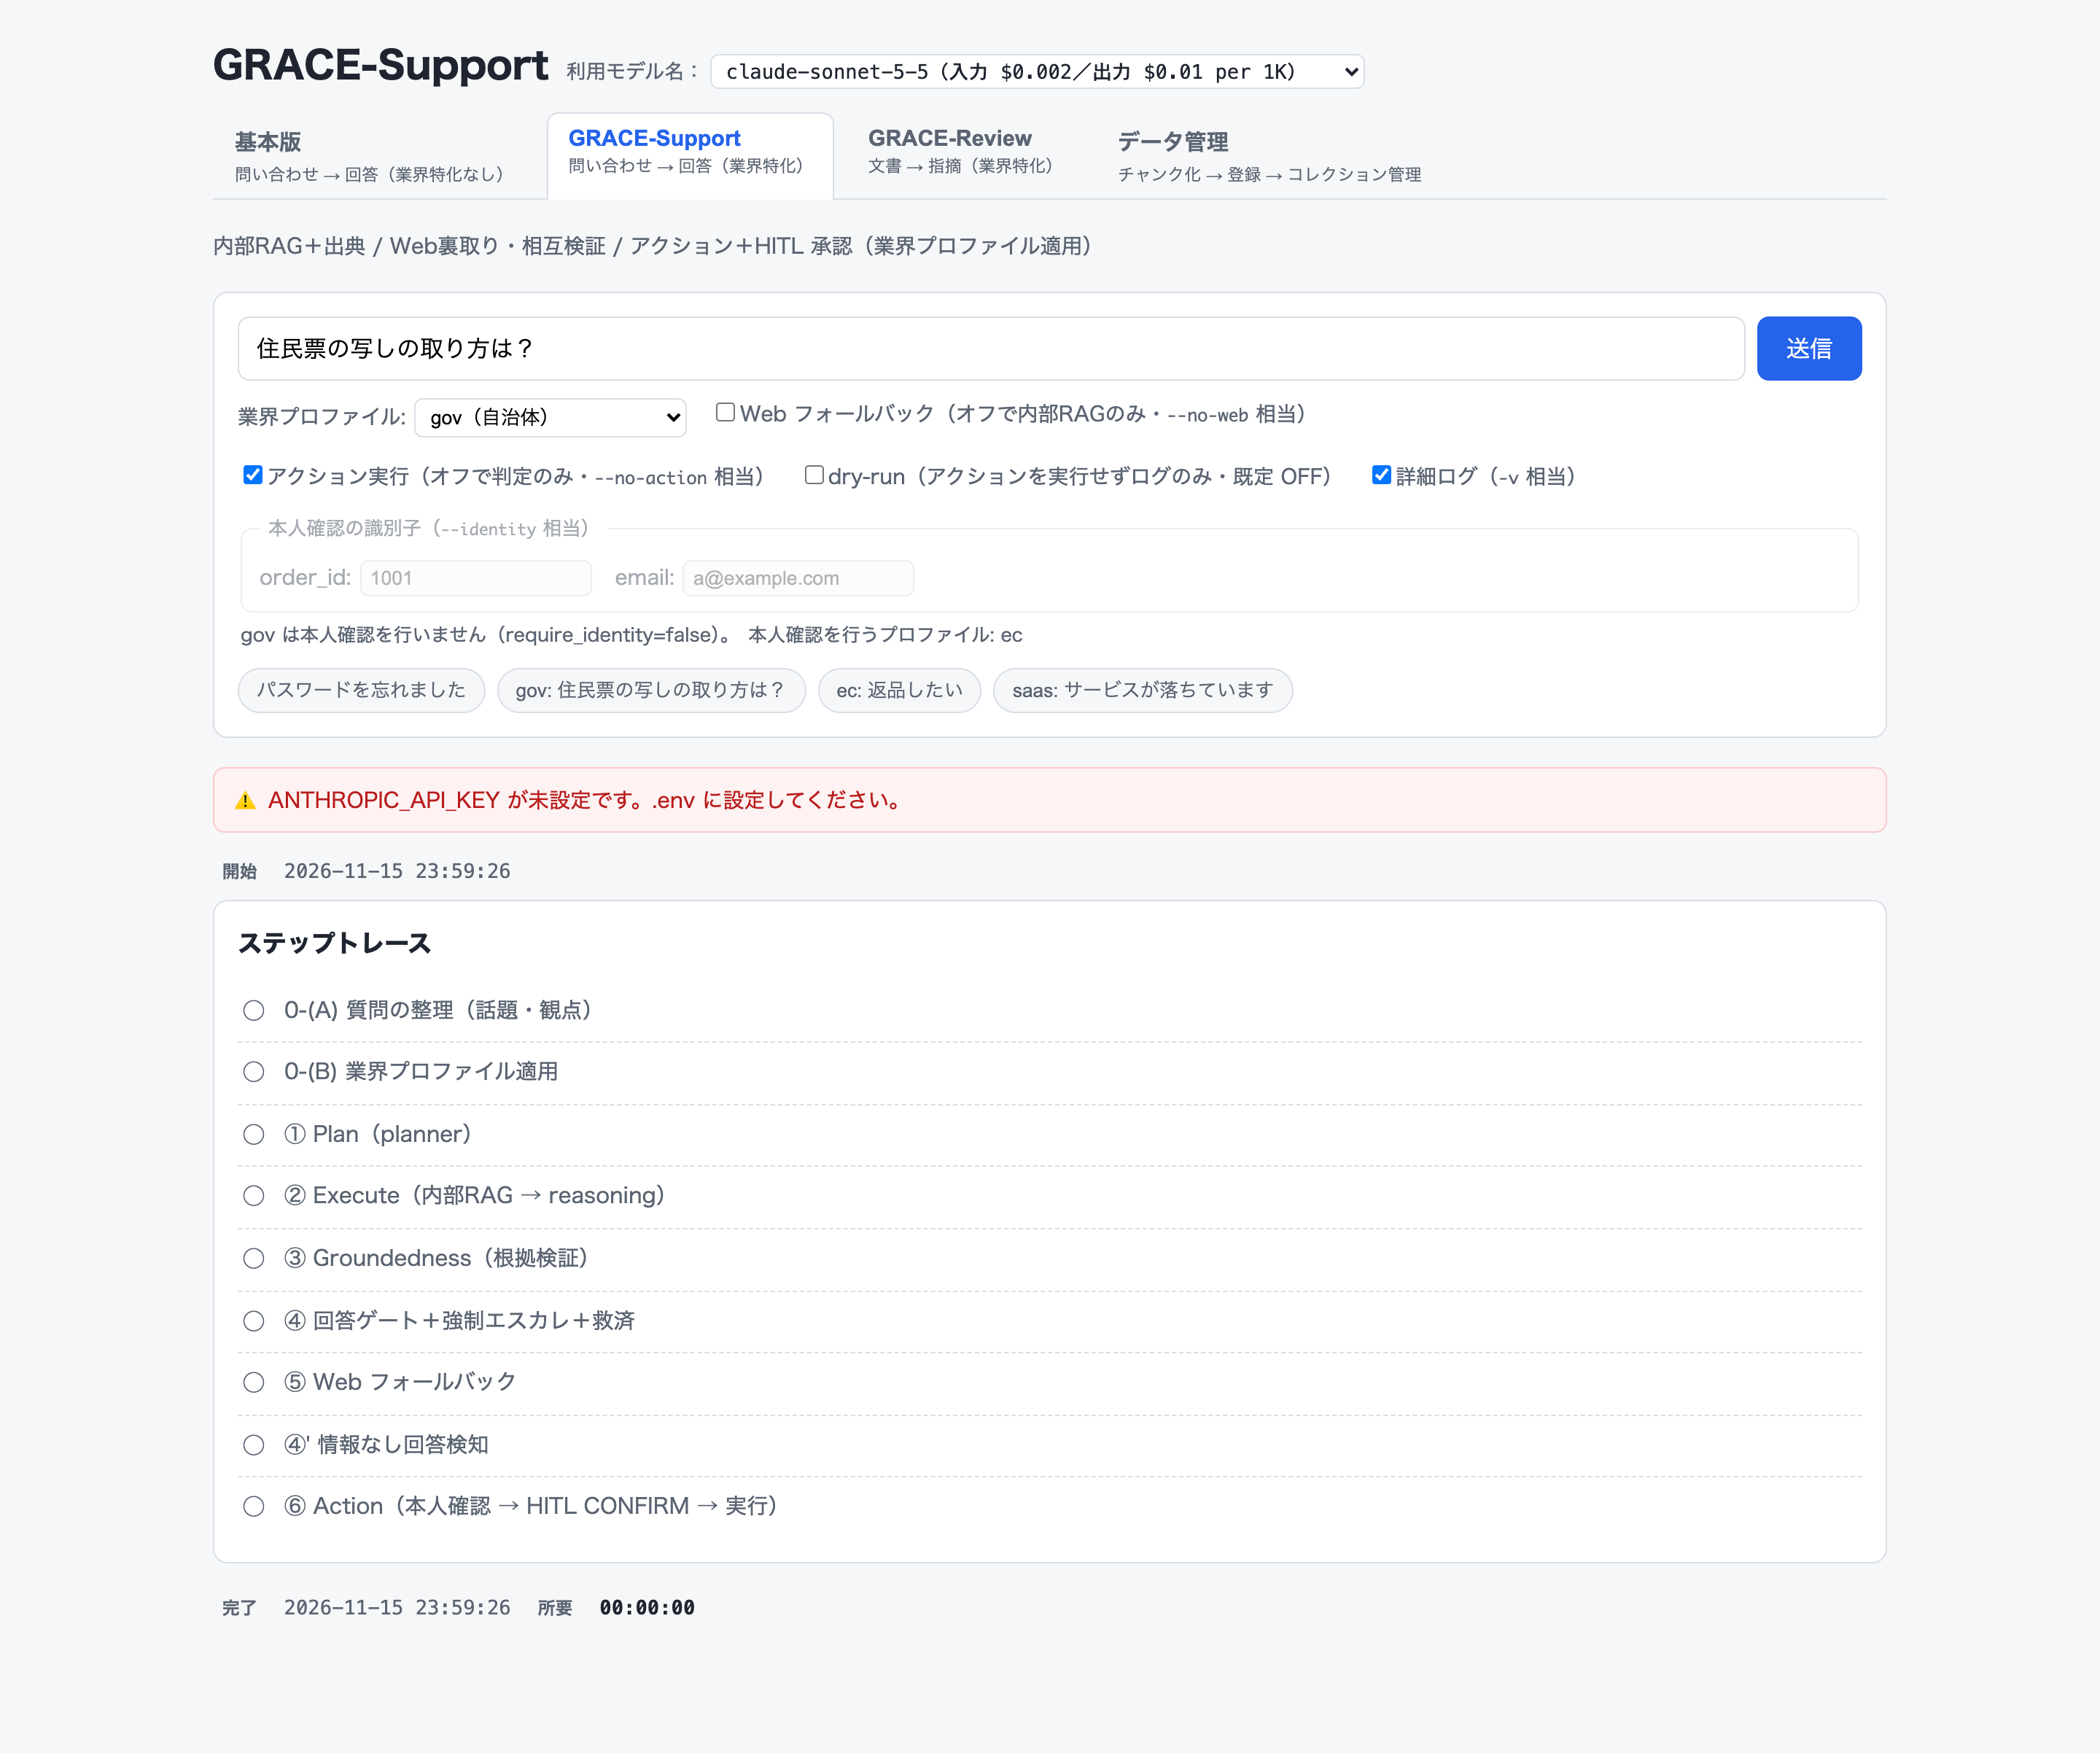 GRACE-Support 利用モデル名： claude-sonnet-5-5（入力 $0.002／出力 $0.01 per 1K）
基本版
問い合わせ → 回答（業界特化なし）
GRACE-Support
問い合わせ → 回答（業界特化）
GRACE-Review
文書 → 指摘（業界特化）
データ管理
チャンク化 → 登録 → コレクション管理
内部RAG＋出典 / Web裏取り・相互検証 / アクション＋HITL 承認（業界プロファイル適用）
住民票の写しの取り方は？ 送信
業界プロファイル: gov（自治体） Web フォールバック（オフで内部RAGのみ・--no-web 相当）
アクション実行（オフで判定のみ・--no-action 相当） dry-run（アクションを実行せずログのみ・既定 OFF） 詳細ログ（-v 相当）
本人確認の識別子（--identity 相当）
order_id: 1001 email: a@example.com
gov は本人確認を行いません（require_identity=false）。 本人確認を行うプロファイル: ec
パスワードを忘れました gov: 住民票の写しの取り方は？ ec: 返品したい saas: サービスが落ちています
⚠️ ANTHROPIC_API_KEY が未設定です。.env に設定してください。
開始 2026-11-15 23:59:26
ステップトレース
○ 0-(A) 質問の整理（話題・観点）
○ 0-(B) 業界プロファイル適用
○ ① Plan（planner）
○ ② Execute（内部RAG → reasoning）
○ ③ Groundedness（根拠検証）
○ ④ 回答ゲート＋強制エスカレ＋救済
○ ⑤ Web フォールバック
○ ④' 情報なし回答検知
○ ⑥ Action（本人確認 → HITL CONFIRM → 実行）
完了 2026-11-15 23:59:26 所要 00:00:00